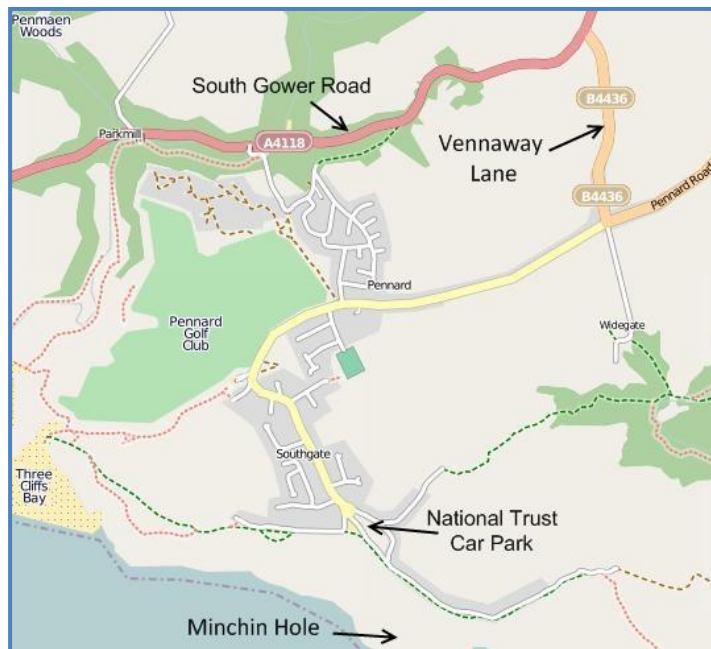 Penmaen
Woods
South Gower Road
B4436
Parkmill
A4118
Vennaway
Lane
B4436
Pennard Road
Pennard
Pennard
Golf
Club
Widegate
Southgate
Three
Cliffs
Bay
National Trust
Car Park
Minchin Hole